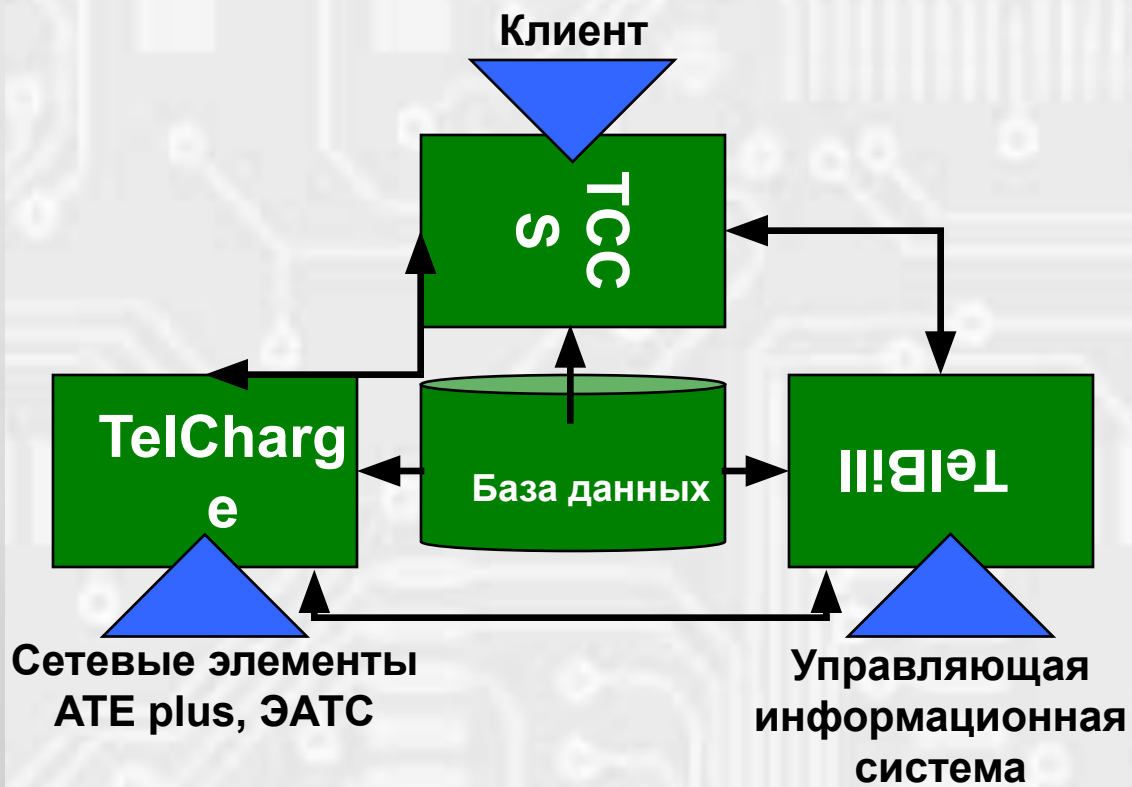 Клиент
TCC
S
TelCharg
e
База данных
TelBill
Сетевые элементы
ATE plus, ЭАТС
Управляющая
информационная
система